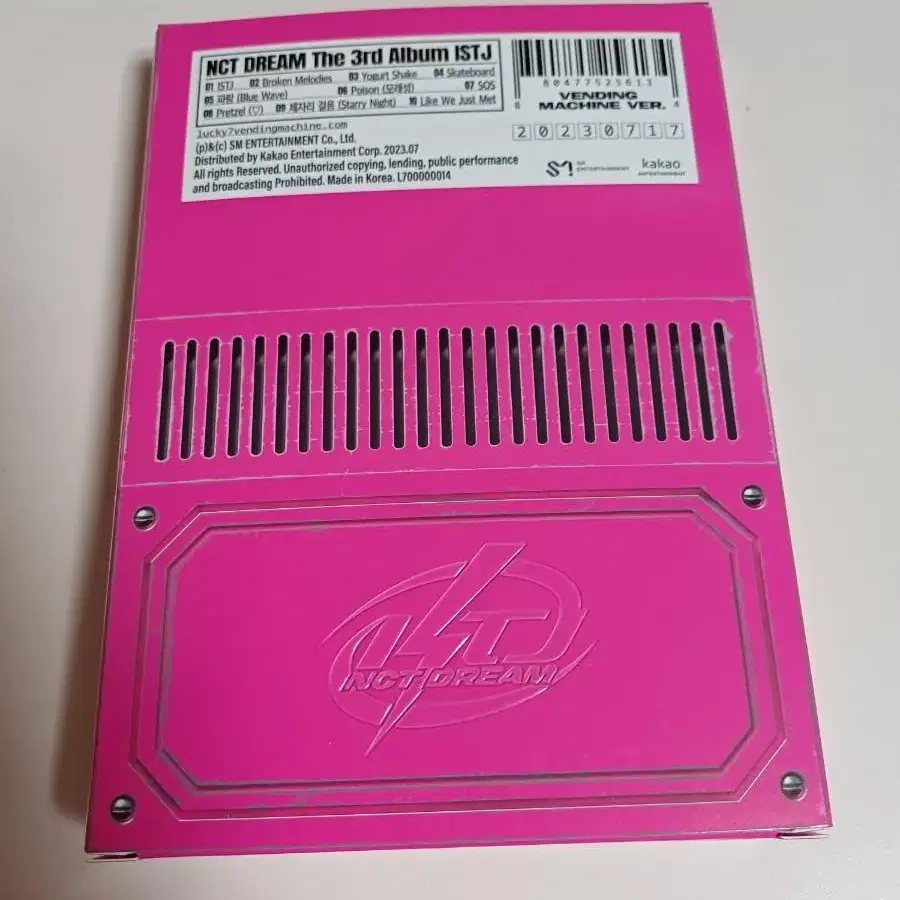 NCT DREAM The 3rd Album ISTJ
01 ISTJ 02 Broken Melodies 03 Yogurt Shake 04 Skateboard
05 파랑 (Blue Wave) 06 Poison (모래성) 07 SOS
08 Pretzel (♡) 09 제자리 걸음 (Starry Night) 10 Like We Just Met
lucky7vendingmachine.com
(p)&(c) SM ENTERTAINMENT Co., Ltd.
Distributed by Kakao Entertainment Corp. 2023.07
All rights Reserved. Unauthorized copying, lending, public performance
and broadcasting Prohibited. Made in Korea. L700000014
8 80477525613 4
VENDING
MACHINE VER.
20230717
SM ENTERTAINMENT
kakao
ENTERTAINMENT
ISTJ
NCT DREAM